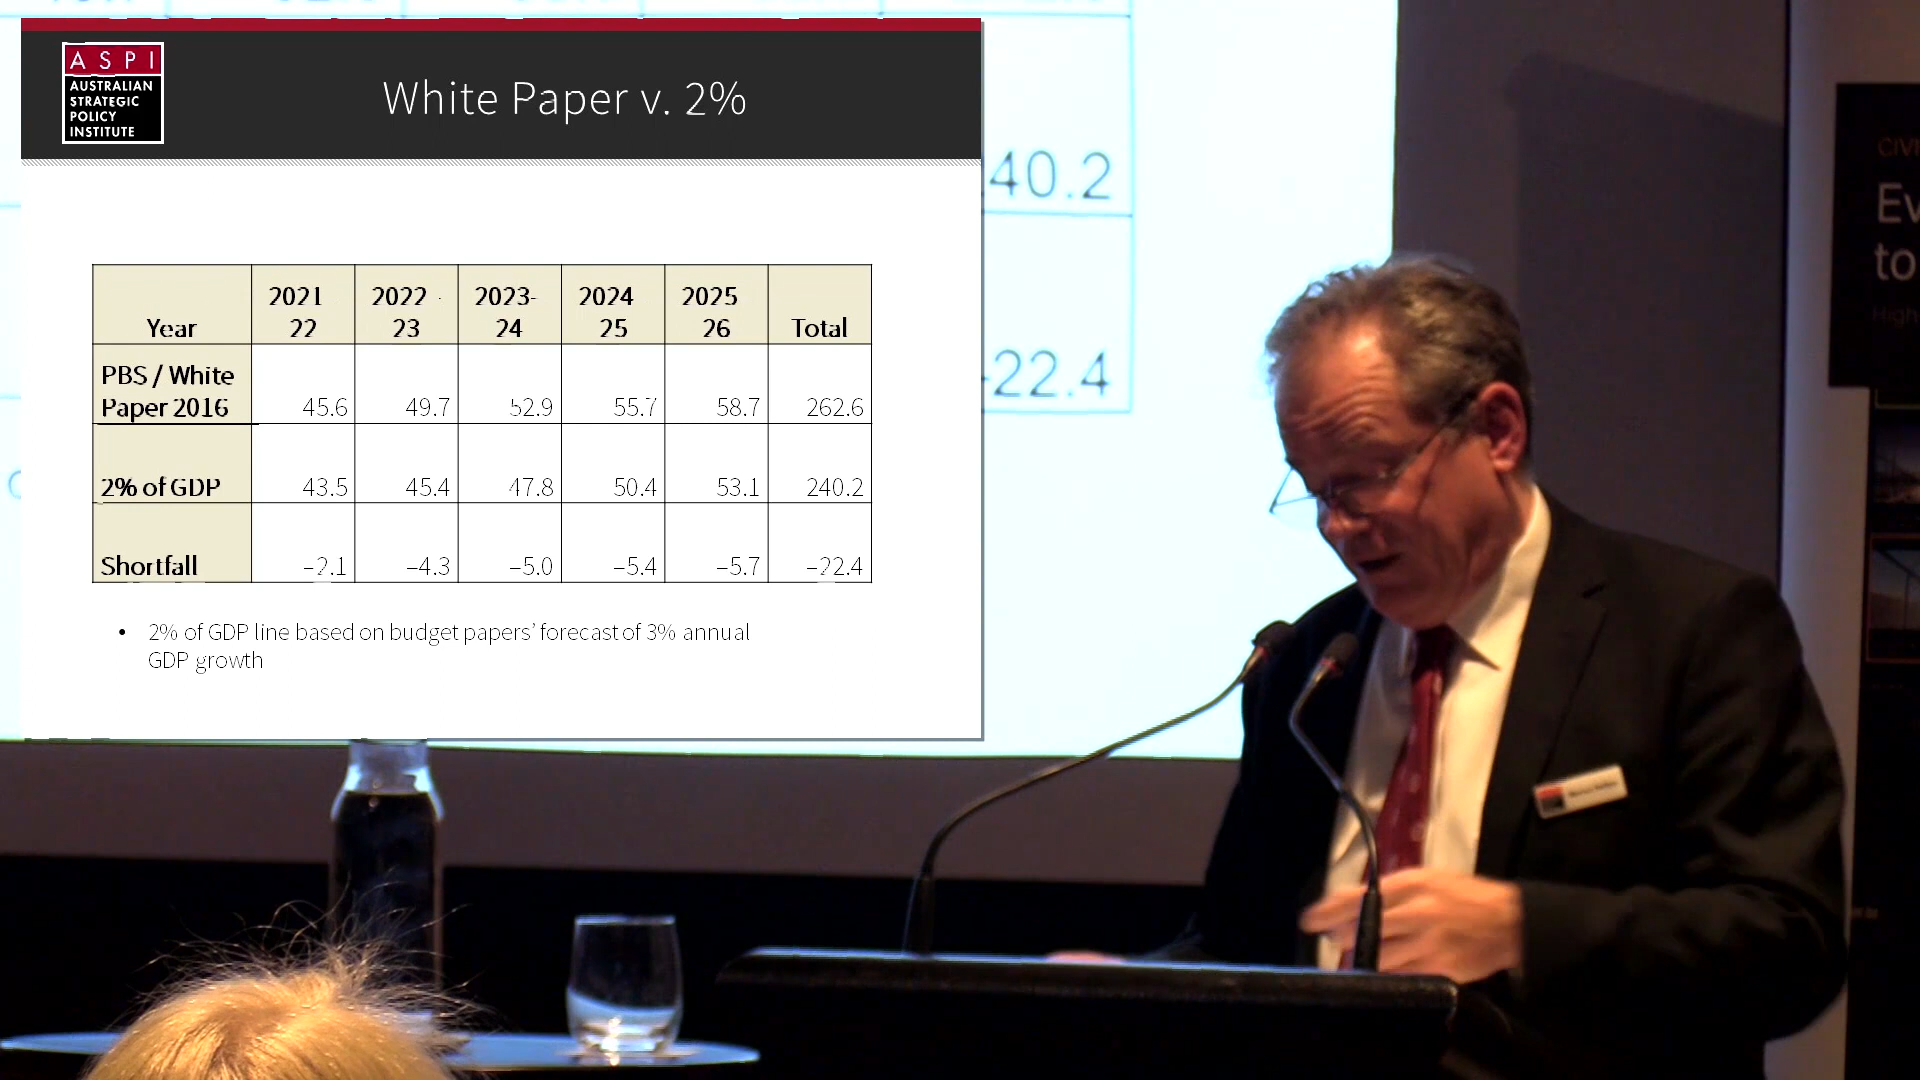 A S P I
AUSTRALIAN
STRATEGIC
POLICY
INSTITUTE
White Paper v. 2%
Year 2021 22 2022 - 23 2023- 24 2024 25 2025 26 Total
PBS / White Paper 2016 45.6 49.7 52.9 55.7 58.7 262.6
2% of GDP 43.5 45.4 47.8 50.4 53.1 240.2
Shortfall –2.1 –4.3 –5.0 –5.4 –5.7 –22.4
• 2% of GDP line based on budget papers' forecast of 3% annual
GDP growth
40.2
-22.4
CIVI
Ev
to
High